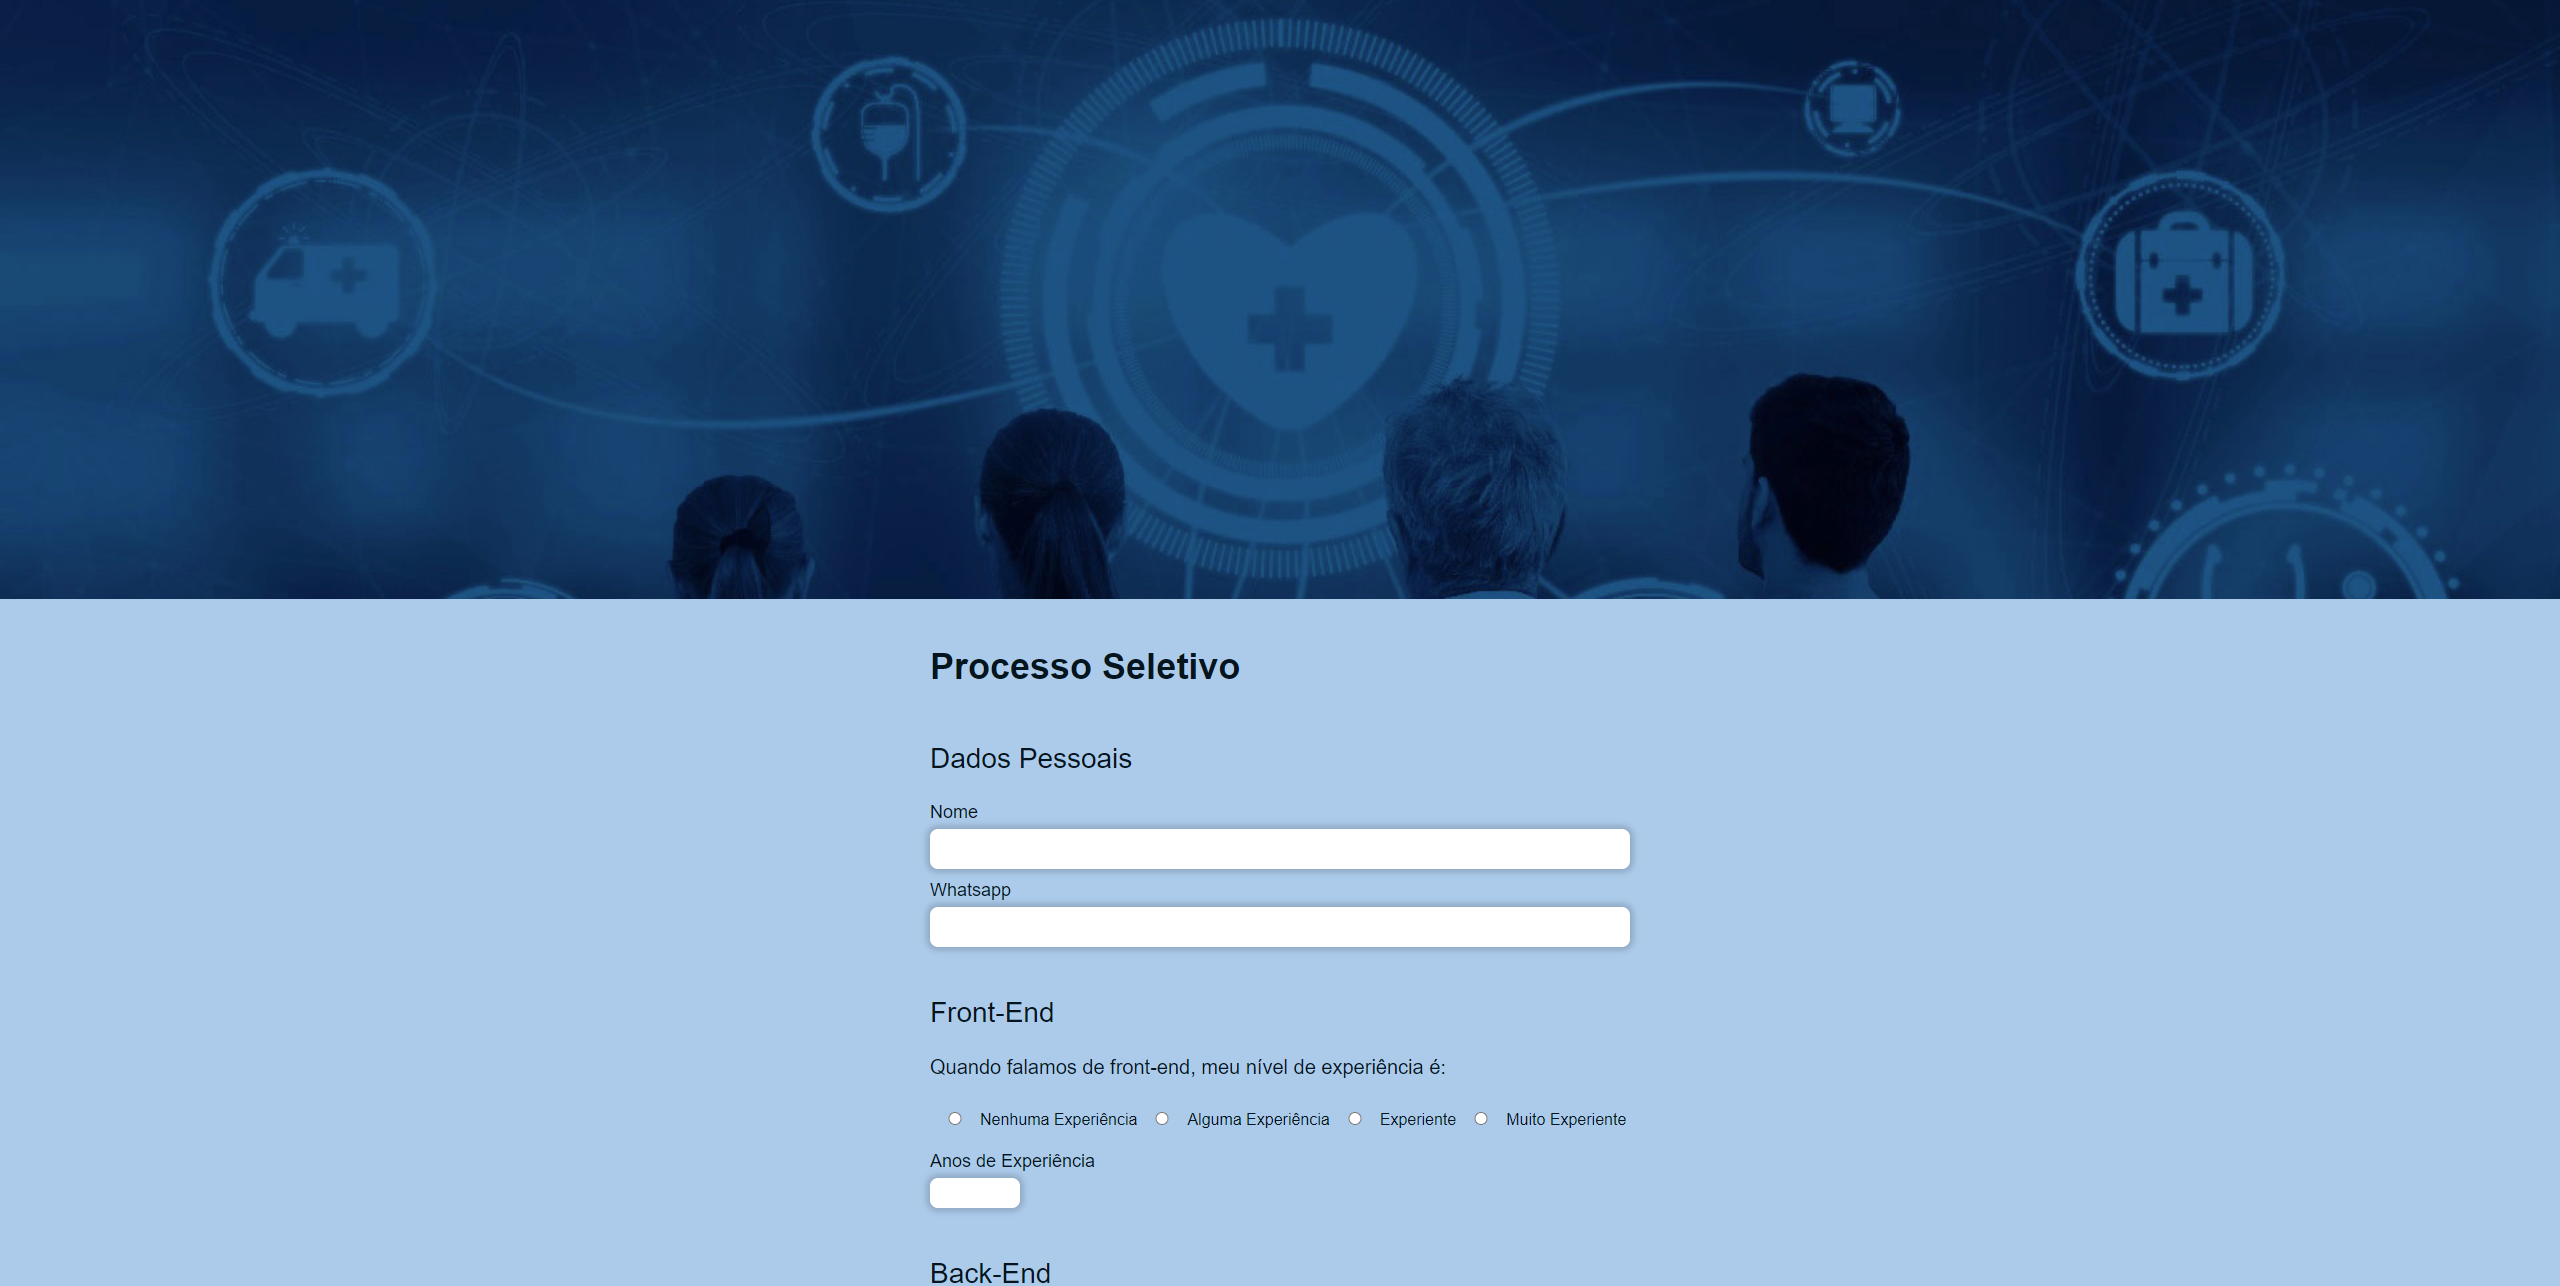 Processo Seletivo
Dados Pessoais
Nome
Whatsapp
Front-End
Quando falamos de front-end, meu nível de experiência é:
Nenhuma Experiência Alguma Experiência Experiente Muito Experiente
Anos de Experiência
Back-End